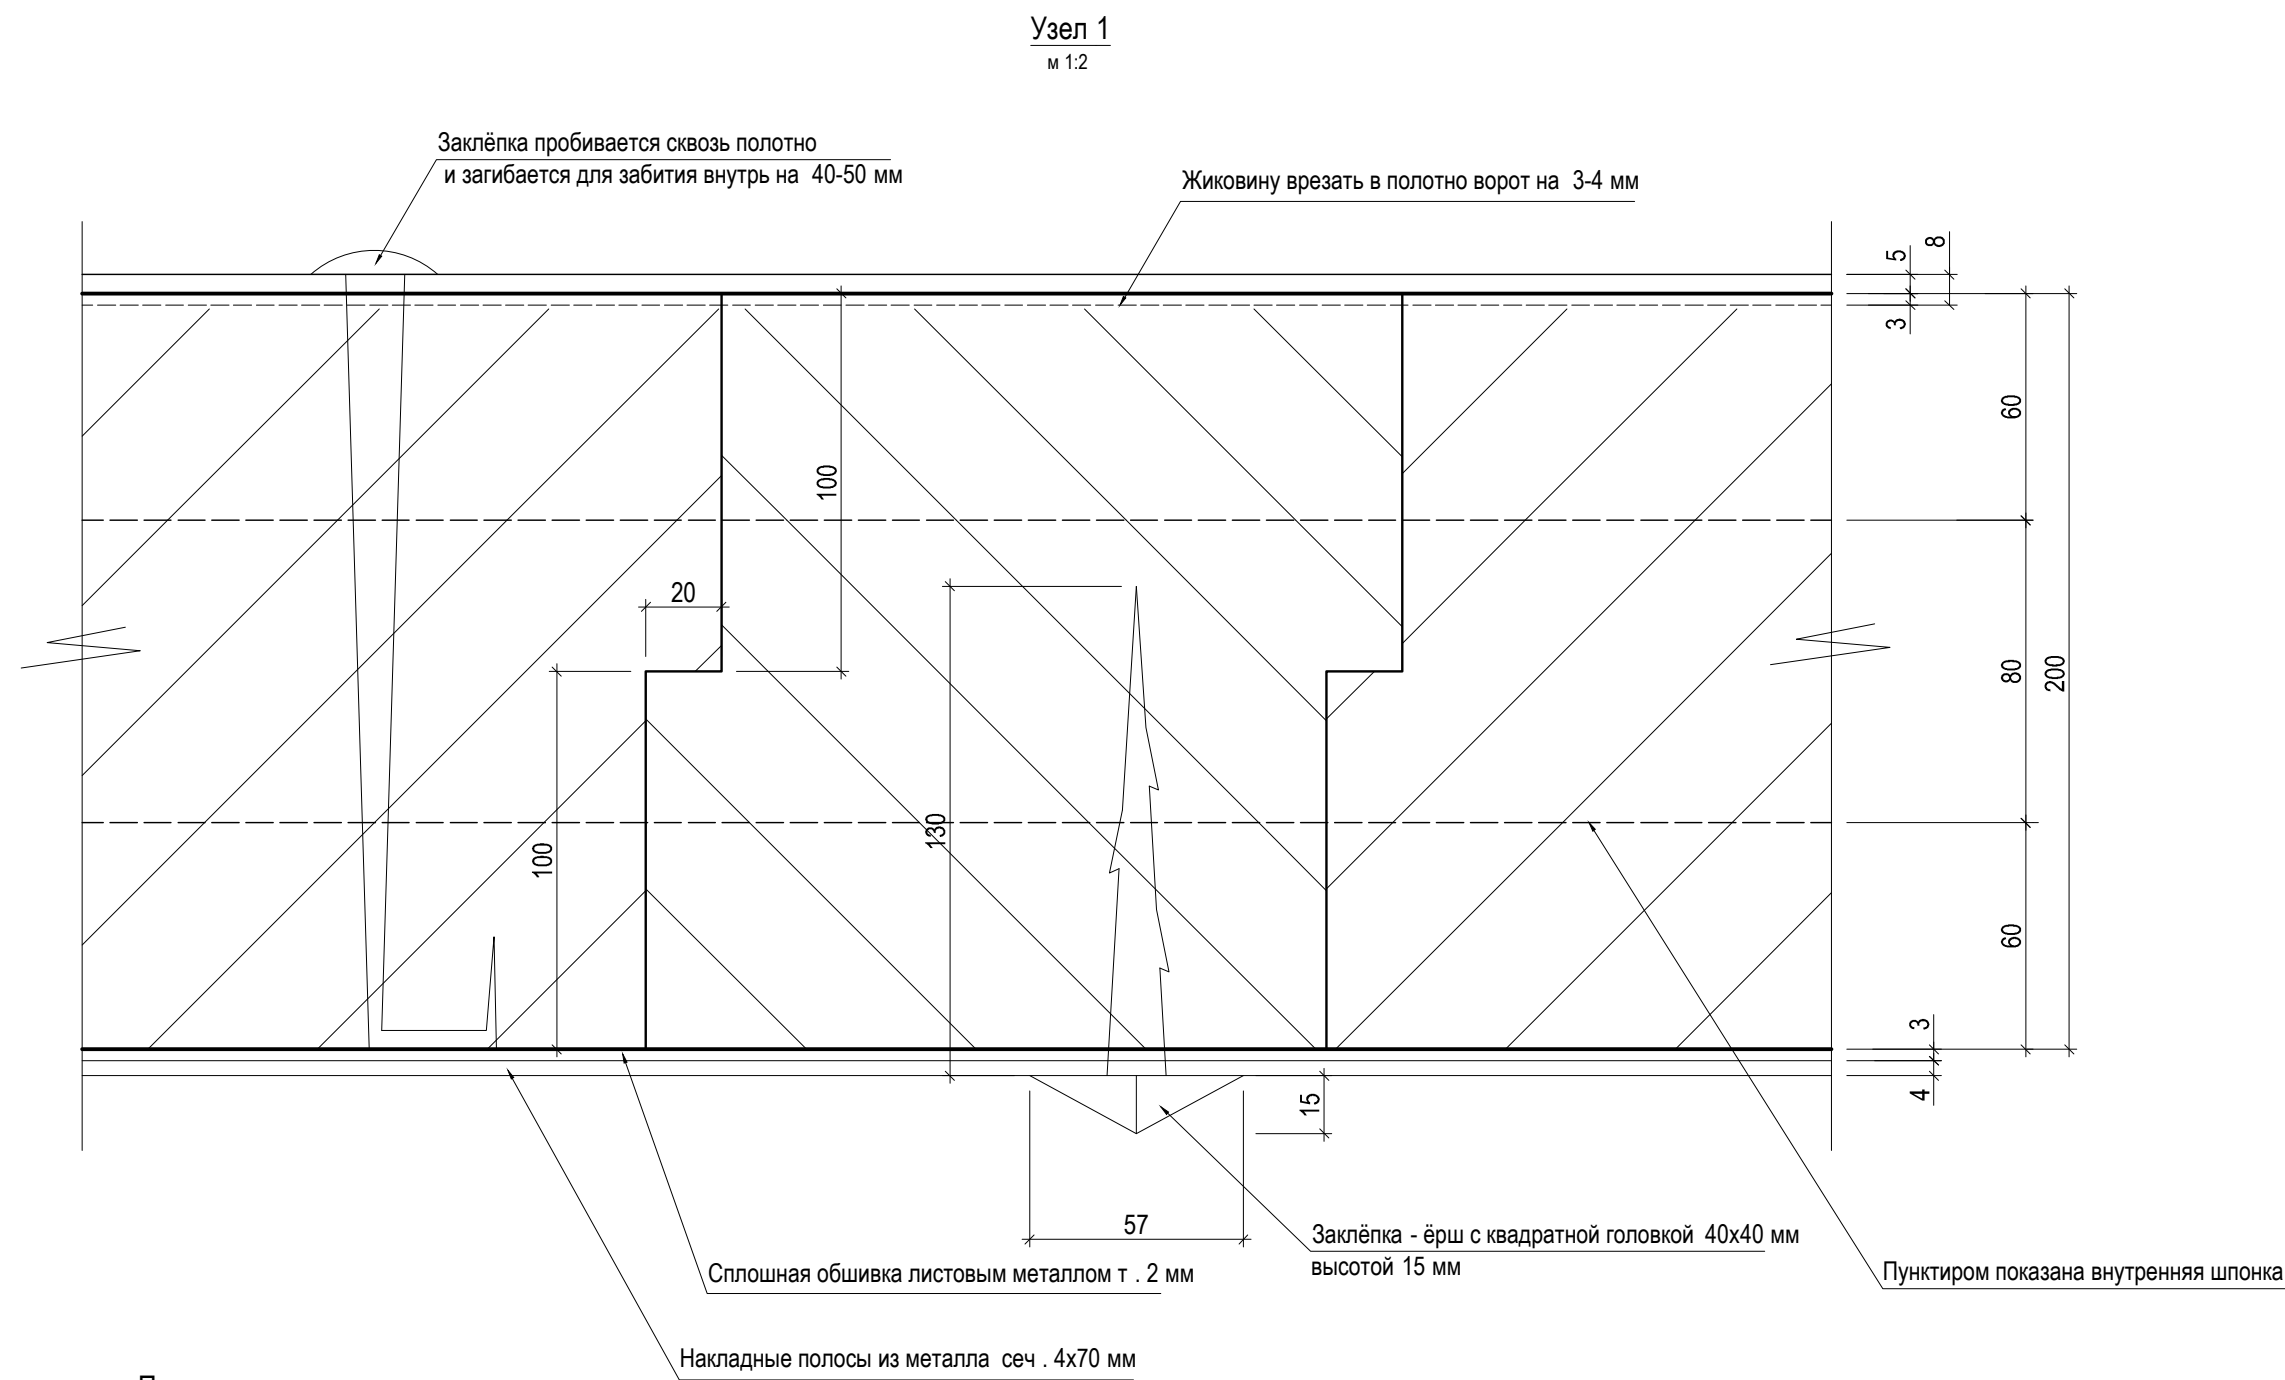 Узел 1
м 1:2
Заклёпка пробивается сквозь полотно
и загибается для забития внутрь на 40-50 мм
Жиковину врезать в полотно ворот на 3-4 мм
5
8
3
60
100
20
80
200
130
100
60
3
4
15
57
Заклёпка - ёрш с квадратной головкой 40х40 мм
высотой 15 мм
Сплошная обшивка листовым металлом т . 2 мм
Пунктиром показана внутренняя шпонка
Накладные полосы из металла сеч . 4х70 мм